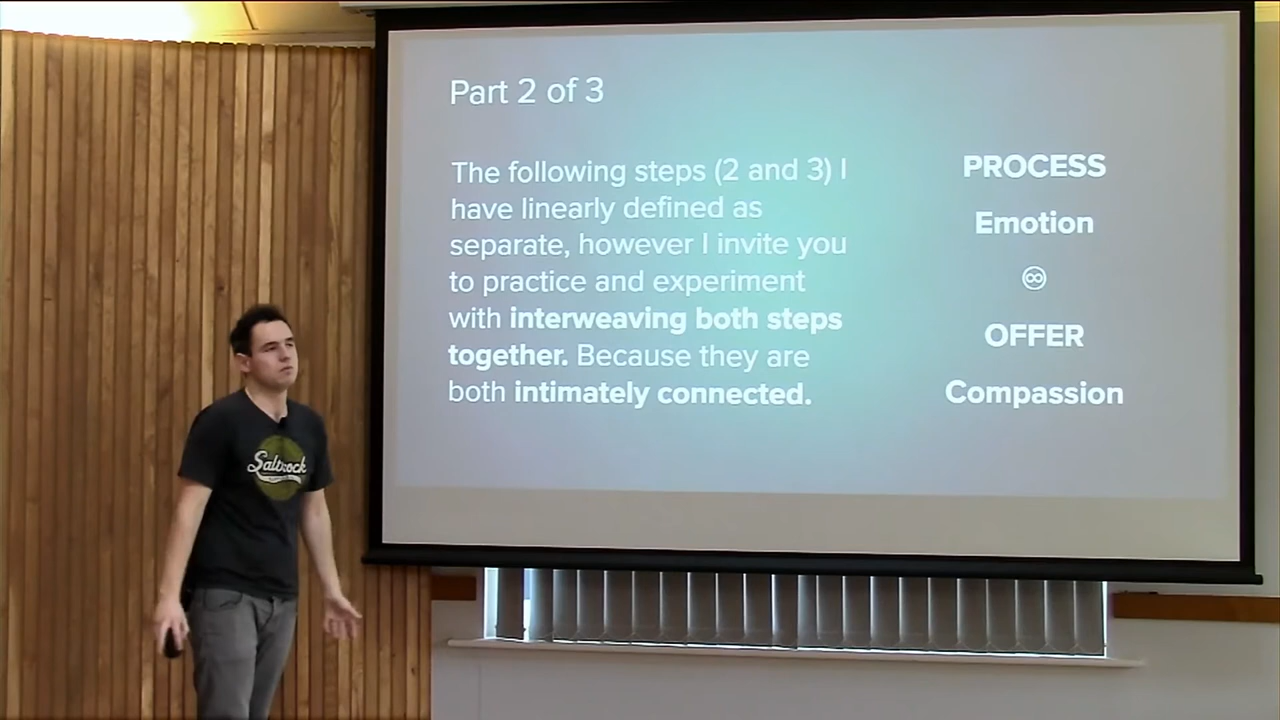 Part 2 of 3
The following steps (2 and 3) I
have linearly defined as
separate, however I invite you
to practice and experiment
with interweaving both steps
together. Because they are
both intimately connected.
PROCESS
Emotion
♾
OFFER
Compassion
Saltrock